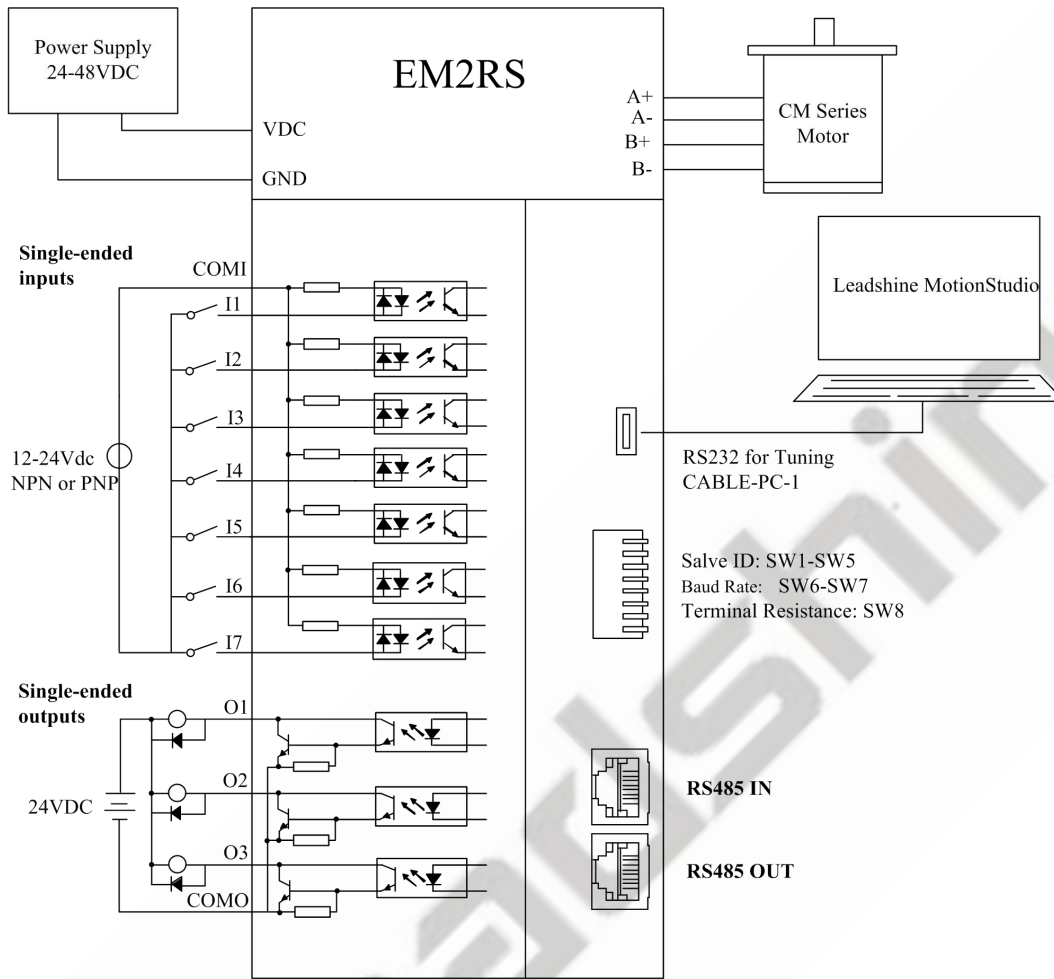 Power Supply
24-48VDC
EM2RS
VDC
GND
A+
A-
B+
B-
CM Series
Motor
Single-ended
inputs
COMI
I1
I2
I3
I4
I5
I6
I7
12-24Vdc
NPN or PNP
Leadshine MotionStudio
RS232 for Tuning
CABLE-PC-1
Salve ID: SW1-SW5
Baud Rate: SW6-SW7
Terminal Resistance: SW8
Single-ended
outputs
O1
O2
O3
COMO
24VDC
RS485 IN
RS485 OUT
adshin